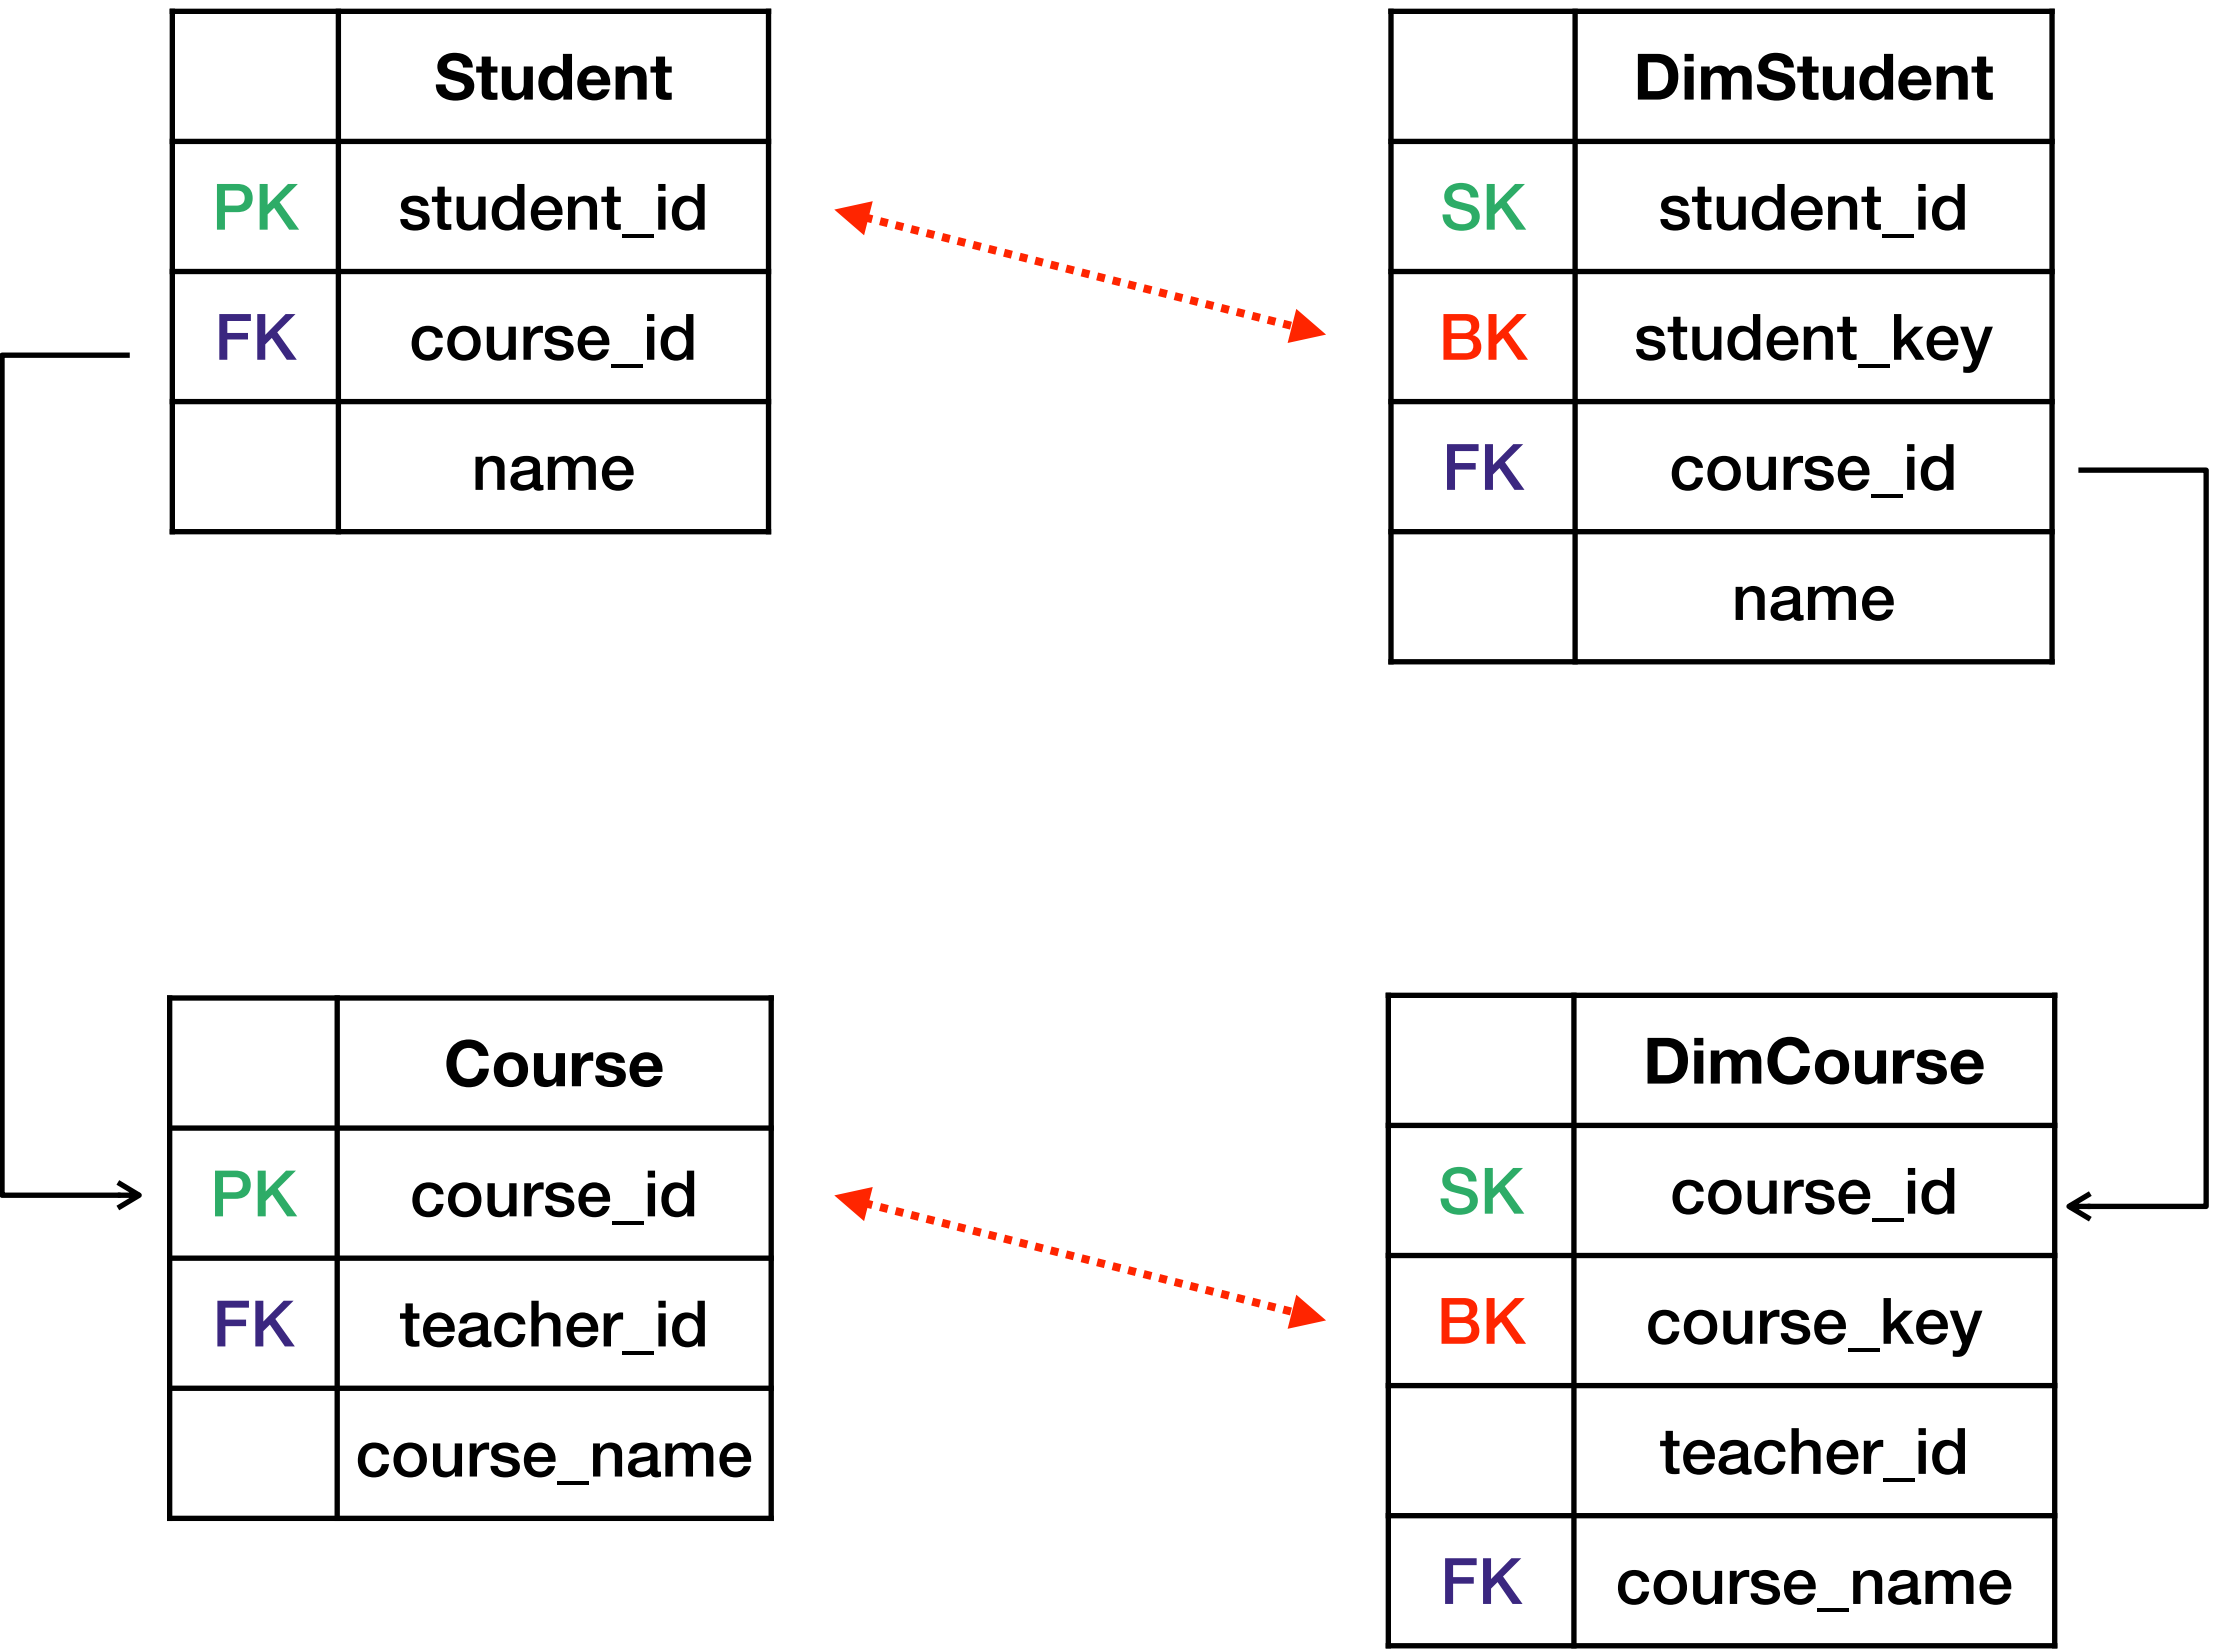 Student
PK student_id
FK course_id
name
DimStudent
SK student_id
BK student_key
FK course_id
name
Course
PK course_id
FK teacher_id
course_name
DimCourse
SK course_id
BK course_key
teacher_id
FK course_name